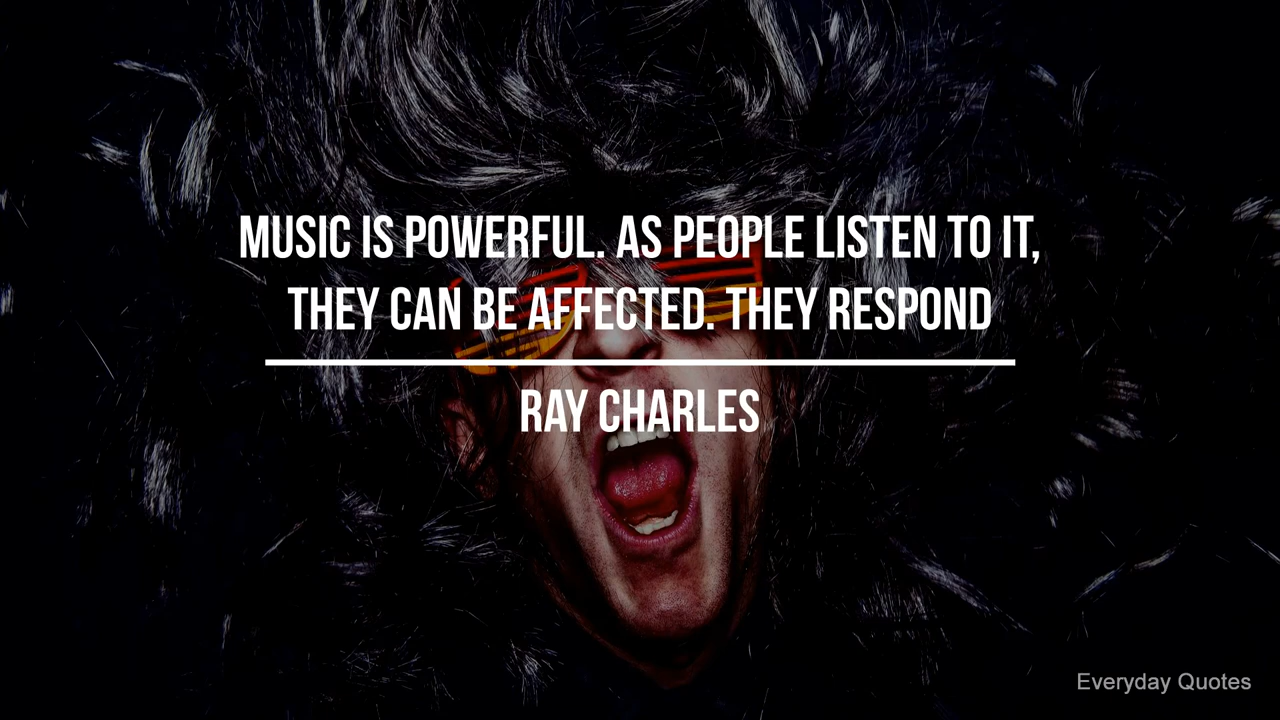 MUSIC IS POWERFUL. AS PEOPLE LISTEN TO IT,
THEY CAN BE AFFECTED. THEY RESPOND
RAY CHARLES
Everyday Quotes